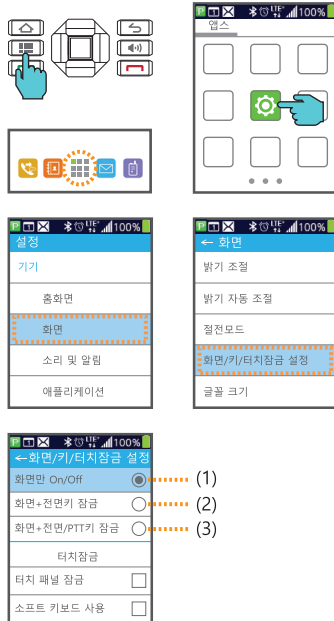 LTE 100%
앱스
LTE 100%
설정
기기
홈화면
화면
소리 및 알림
애플리케이션
LTE 100%
← 화면
밝기 조절
밝기 자동 조절
절전모드
화면/키/터치잠금 설정
글꼴 크기
LTE 100%
←화면/키/터치잠금 설정
화면만 On/Off (1)
화면+전면키 잠금 (2)
화면+전면/PTT키 잠금 (3)
터치잠금
터치 패널 잠금
소프트 키보드 사용